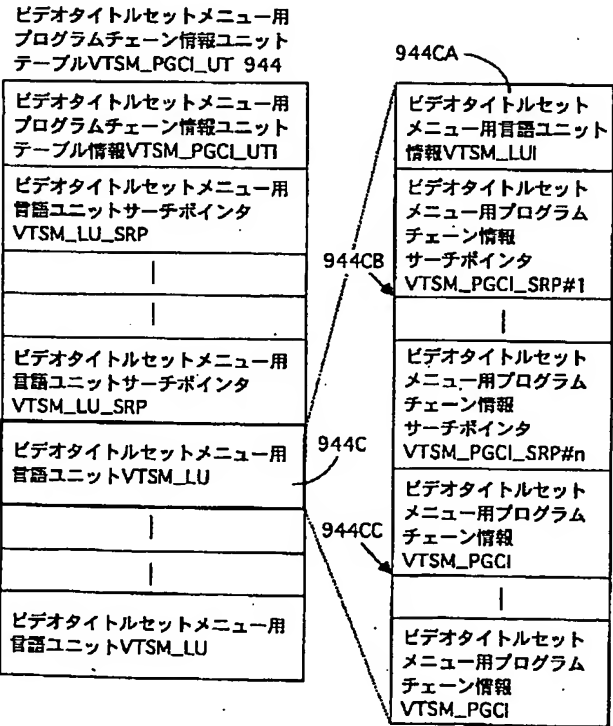 ビデオタイトルセットメニュー用
プログラムチェーン情報ユニット
テーブルVTSM_PGCI_UT 944
ビデオタイトルセットメニュー用
プログラムチェーン情報ユニット
テーブル情報VTSM_PGCI_UTI
ビデオタイトルセットメニュー用
言語ユニットサーチポインタ
VTSM_LU_SRP
ビデオタイトルセットメニュー用
言語ユニットサーチポインタ
VTSM_LU_SRP
ビデオタイトルセットメニュー用
言語ユニットVTSM_LU
ビデオタイトルセットメニュー用
言語ユニットVTSM_LU
944C
944CA
ビデオタイトルセット
メニュー用言語ユニット
情報VTSM_LUI
ビデオタイトルセット
メニュー用プログラム
チェーン情報
サーチポインタ
VTSM_PGCI_SRP#1
944CB
ビデオタイトルセット
メニュー用プログラム
チェーン情報
サーチポインタ
VTSM_PGCI_SRP#n
ビデオタイトルセット
メニュー用プログラム
チェーン情報
VTSM_PGCI
944CC
ビデオタイトルセット
メニュー用プログラム
チェーン情報
VTSM_PGCI